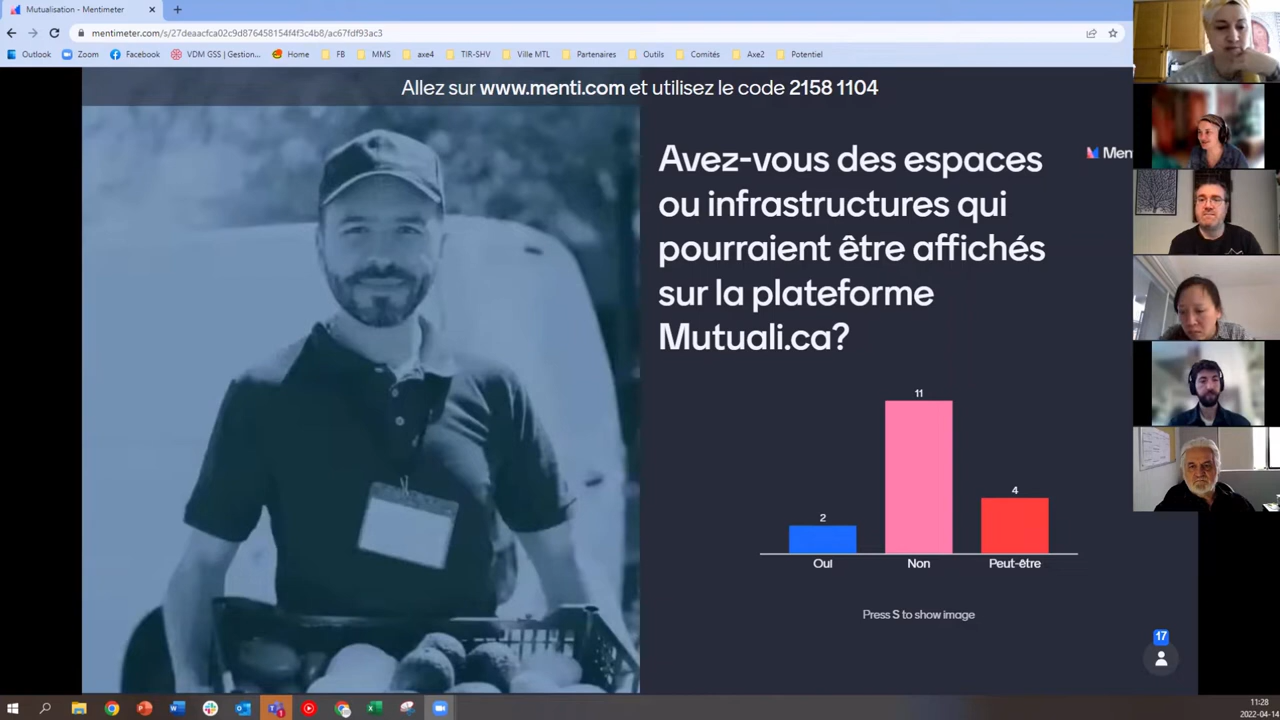 Mutualisation - Mentimeter
mentimeter.com/s/27deaacfca02c9d876458154f4f3c4b8/ac67fdf93ac3
Outlook Zoom Facebook VDM GSS | Gestion... Home FB MMS axe4 TIR-SHV Ville MTL Partenaires Outils Comités Axe2 Potentiel
Allez sur www.menti.com et utilisez le code 2158 1104
Avez-vous des espaces
ou infrastructures qui
pourraient être affichés
sur la plateforme
Mutuali.ca?
Men
11
4
2
Oui Non Peut-être
Press S to show image
17
11:28
2022-04-14